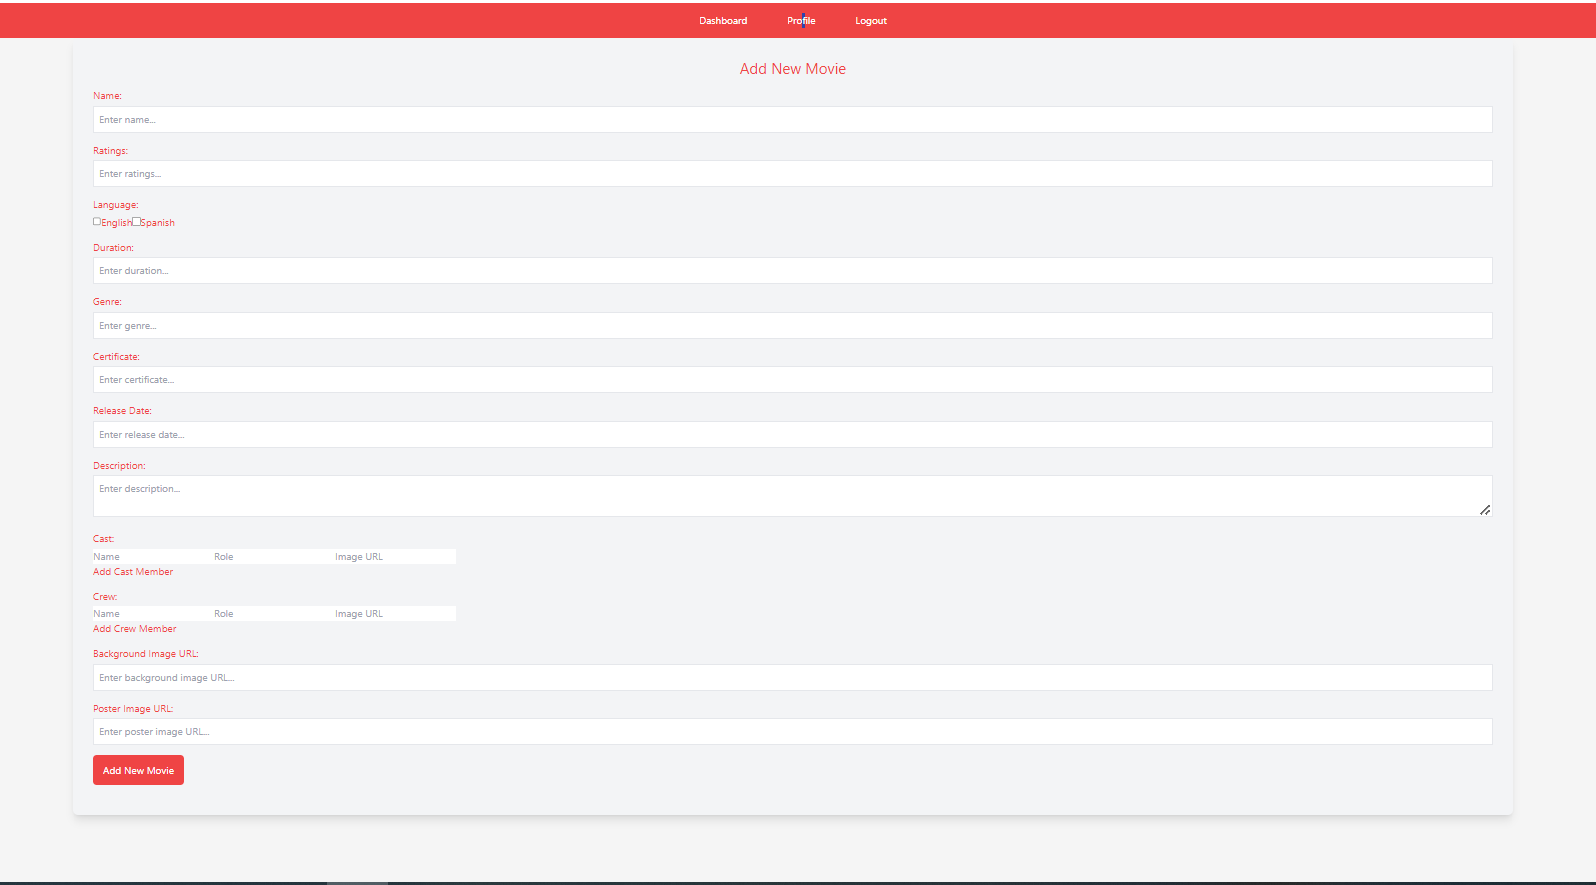 Dashboard Profile Logout
Add New Movie
Name:
Enter name...
Ratings:
Enter ratings...
Language:
English Spanish
Duration:
Enter duration...
Genre:
Enter genre...
Certificate:
Enter certificate...
Release Date:
Enter release date...
Description:
Enter description...
Cast:
Name Role Image URL
Add Cast Member
Crew:
Name Role Image URL
Add Crew Member
Background Image URL:
Enter background image URL...
Poster Image URL:
Enter poster image URL...
Add New Movie